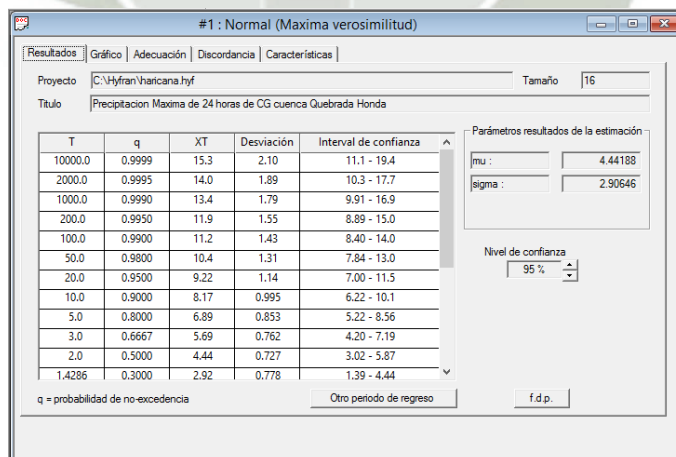 #1 : Normal (Maxima verosimilitud)
Resultados Gráfico Adecuación Discordancia Características
Proyecto C:\Hyfran\haricana.hyf Tamaño 16
Titulo Precipitacion Maxima de 24 horas de CG cuenca Quebrada Honda
T q XT Desviación Interval de confianza
10000.0 0.9999 15.3 2.10 11.1 - 19.4
2000.0 0.9995 14.0 1.89 10.3 - 17.7
1000.0 0.9990 13.4 1.79 9.91 - 16.9
200.0 0.9950 11.9 1.55 8.89 - 15.0
100.0 0.9900 11.2 1.43 8.40 - 14.0
50.0 0.9800 10.4 1.31 7.84 - 13.0
20.0 0.9500 9.22 1.14 7.00 - 11.5
10.0 0.9000 8.17 0.995 6.22 - 10.1
5.0 0.8000 6.89 0.853 5.22 - 8.56
3.0 0.6667 5.69 0.762 4.20 - 7.19
2.0 0.5000 4.44 0.727 3.02 - 5.87
1.4286 0.3000 2.92 0.778 1.39 - 4.44
Parámetros resultados de la estimación
mu : 4.44188
sigma : 2.90646
Nivel de confianza
95 %
q = probabilidad de no-excedencia
Otro periodo de regreso
f.d.p.